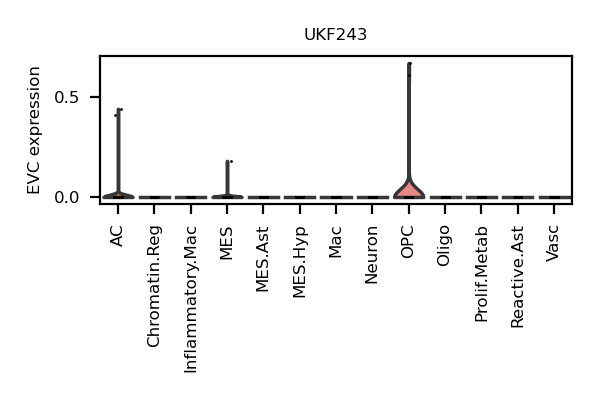 UKF243
EVC expression
0.5
0.0
AC
Chromatin.Reg
Inflammatory.Mac
MES
MES.Ast
MES.Hyp
Mac
Neuron
OPC
Oligo
Prolif.Metab
Reactive.Ast
Vasc